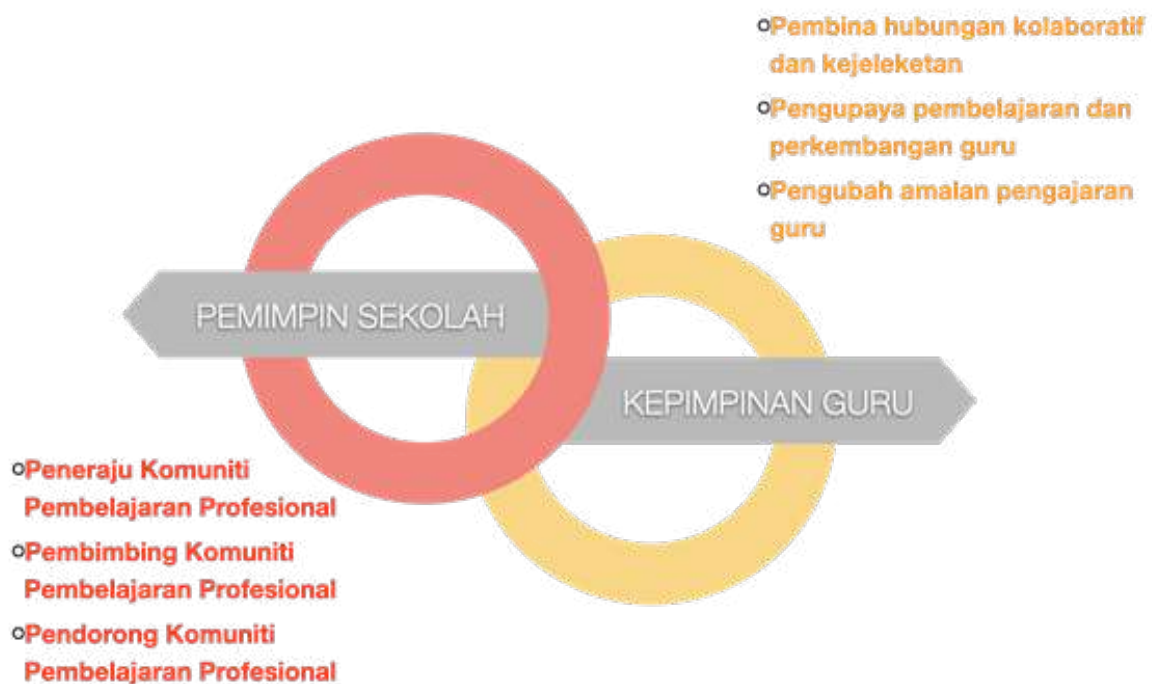 Pembina hubungan kolaboratif
dan kejeleketan
Pengupaya pembelajaran dan
perkembangan guru
Pengubah amalan pengajaran
guru
PEMIMPIN SEKOLAH
KEPIMPINAN GURU
Peneraju Komuniti
Pembelajaran Profesional
Pembimbing Komuniti
Pembelajaran Profesional
Pendorong Komuniti
Pembelajaran Profesional